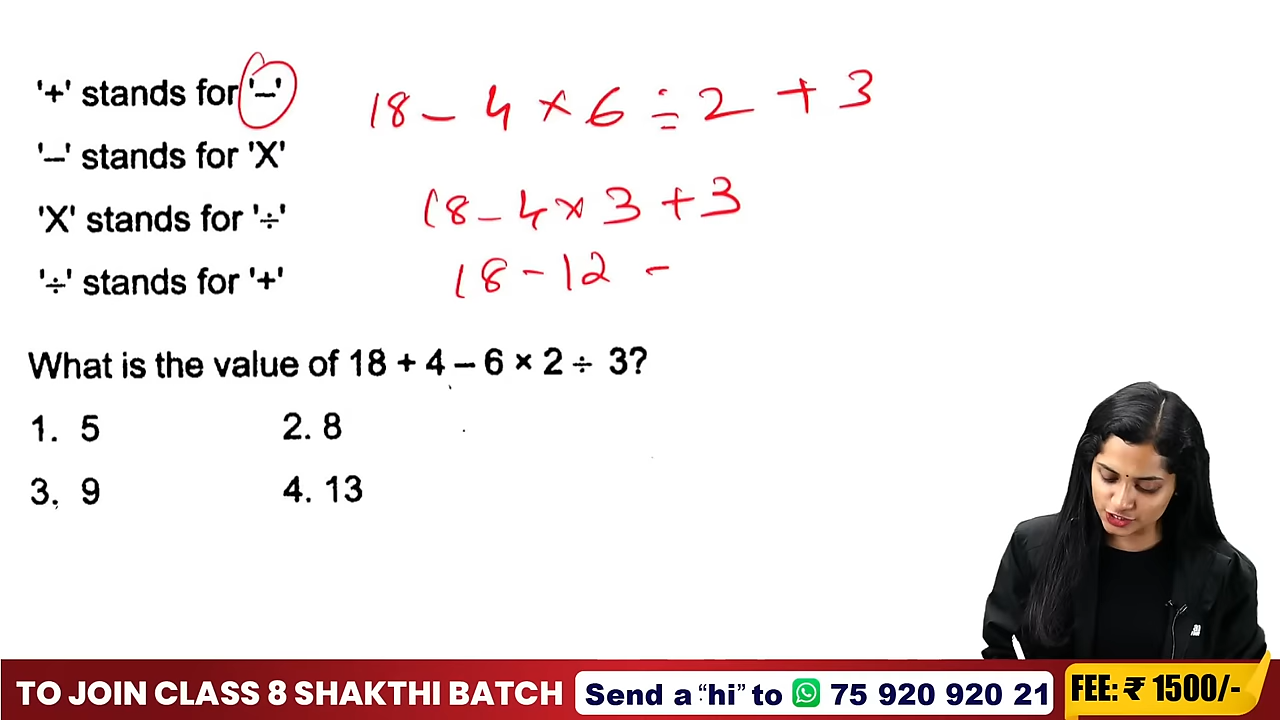 '+' stands for '–'
18 – 4 × 6 ÷ 2 + 3
'–' stands for 'X'
18 – 4 × 3 + 3
'X' stands for '÷'
18 – 12 –
'÷' stands for '+'
What is the value of 18 + 4 – 6 × 2 ÷ 3?
1. 5
2. 8
3. 9
4. 13
TO JOIN CLASS 8 SHAKTHI BATCH
Send a “hi” to 75 920 920 21
FEE: ₹ 1500/-